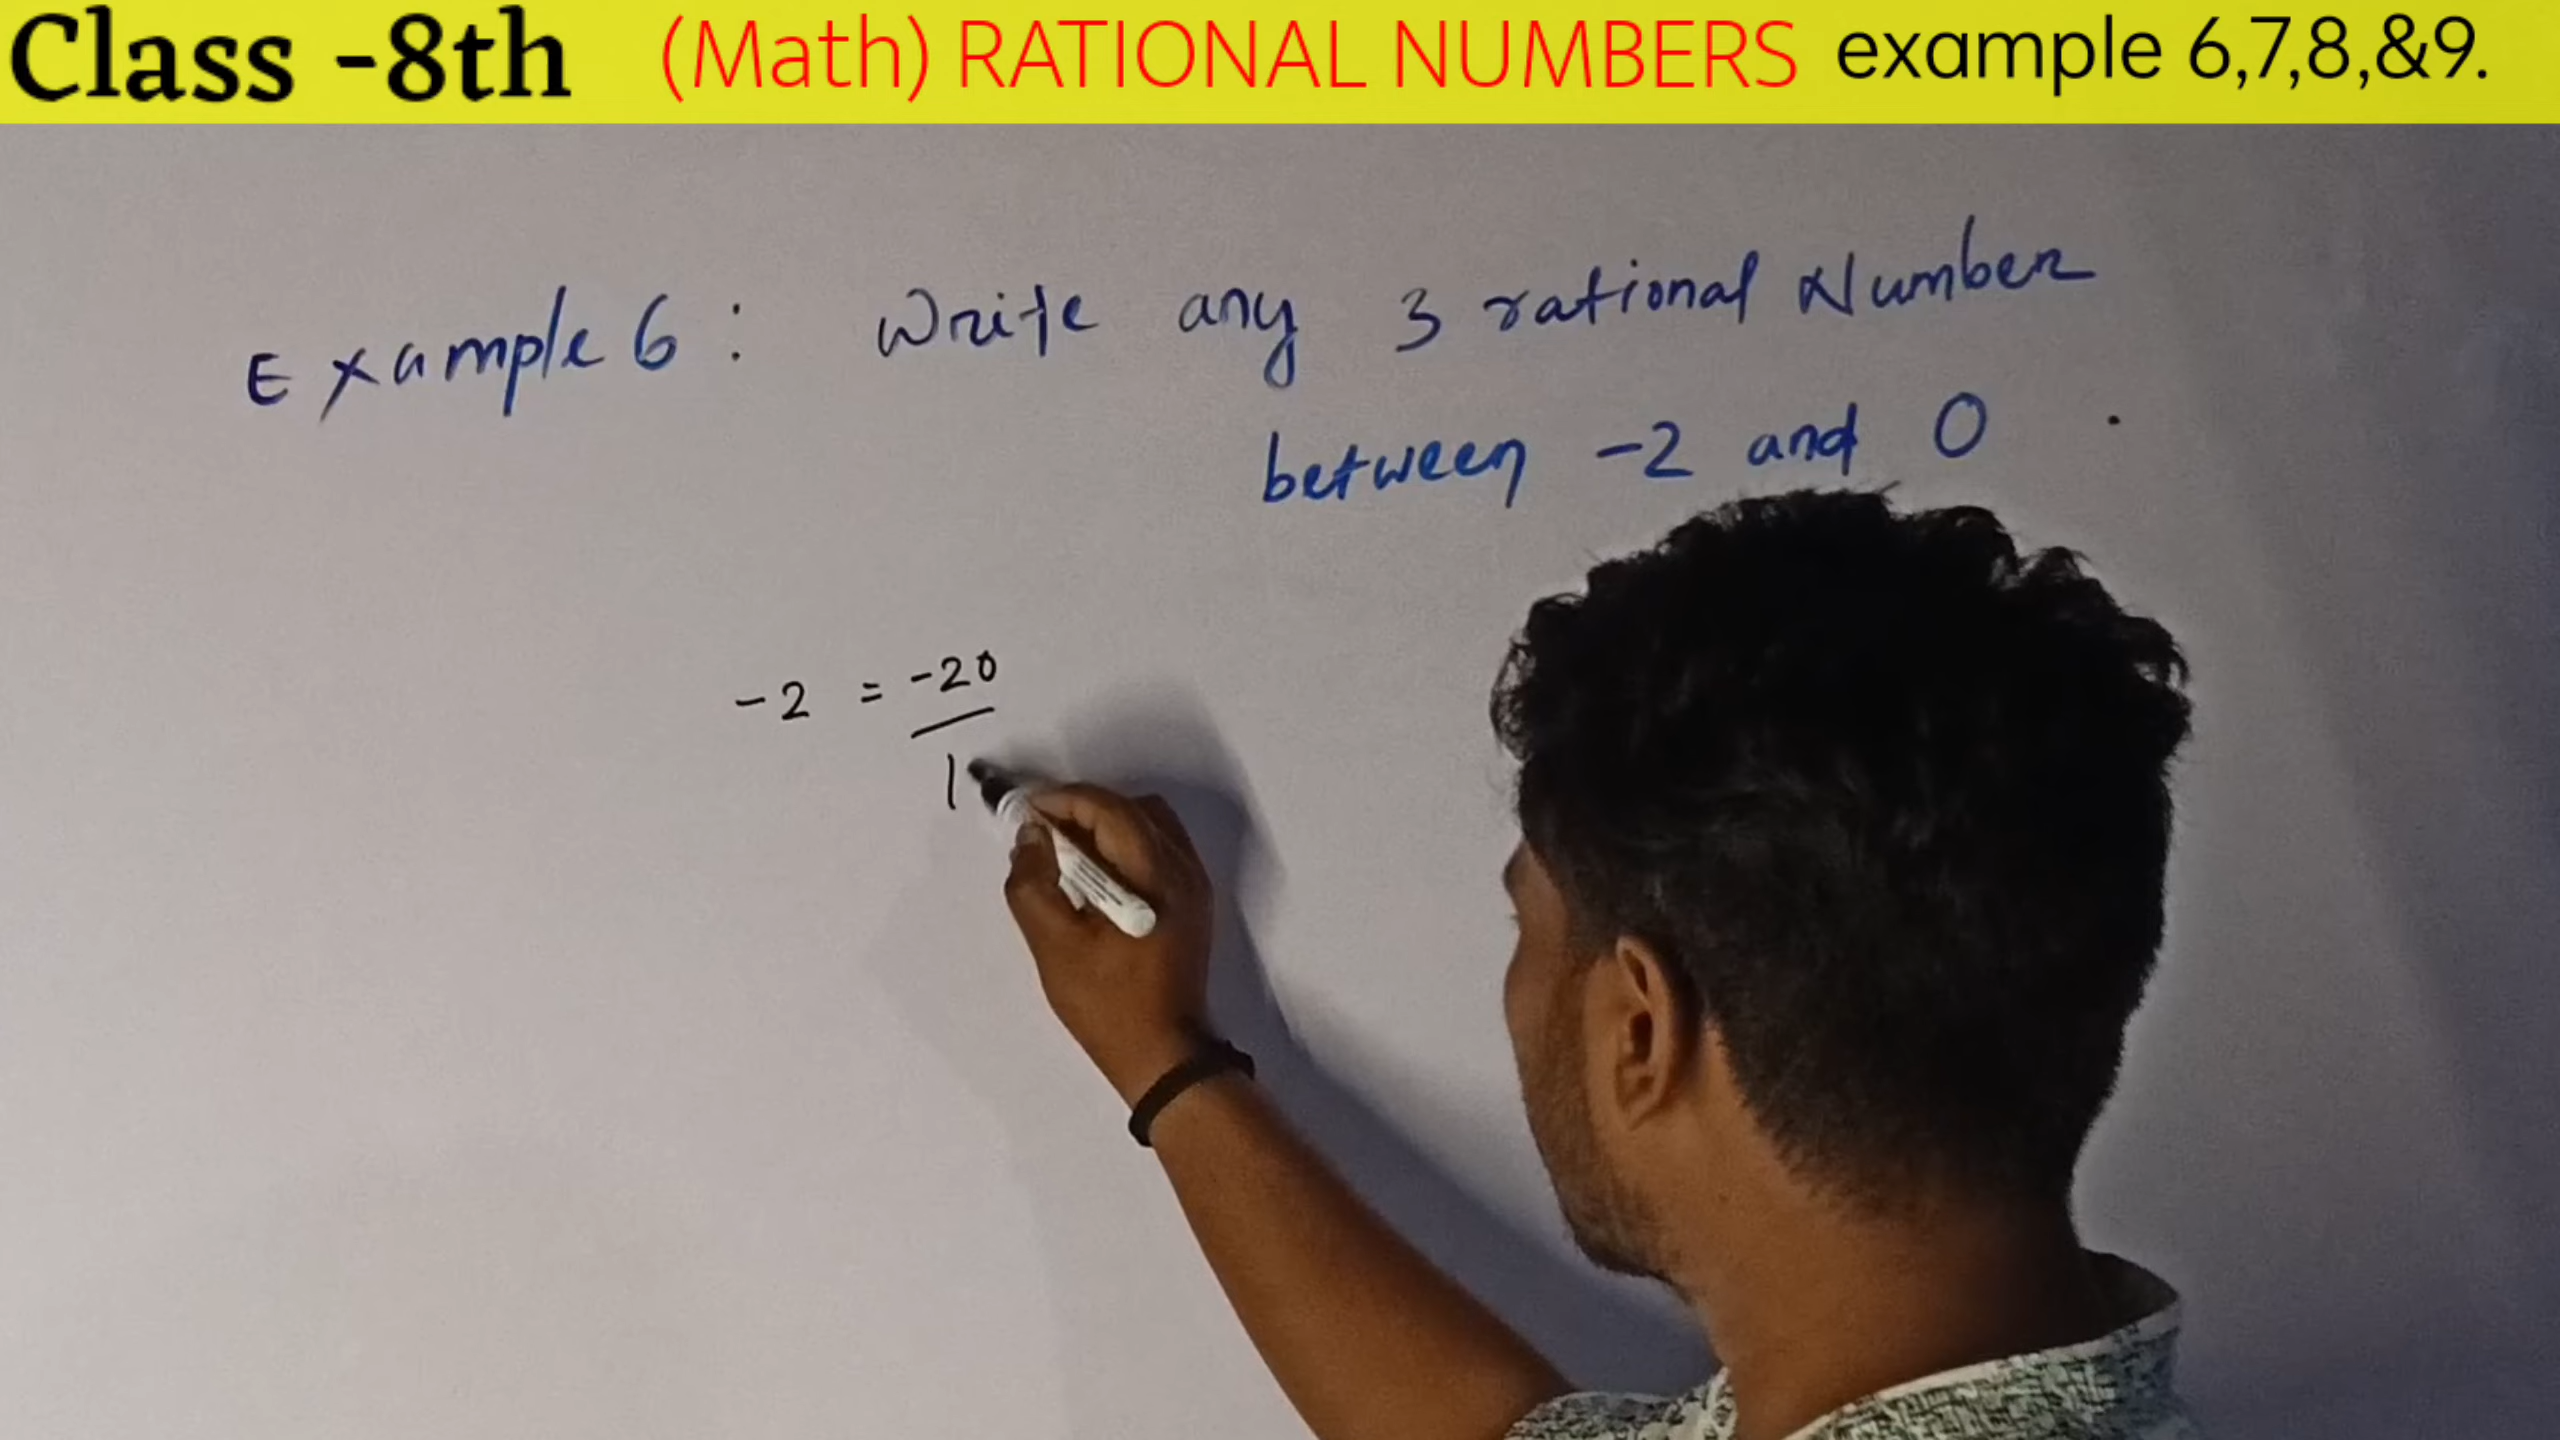 Class -8th (Math) RATIONAL NUMBERS example 6,7,8,&9.
Example 6 : Write any 3 rational Number
between -2 and 0 .
-2 = -20
1